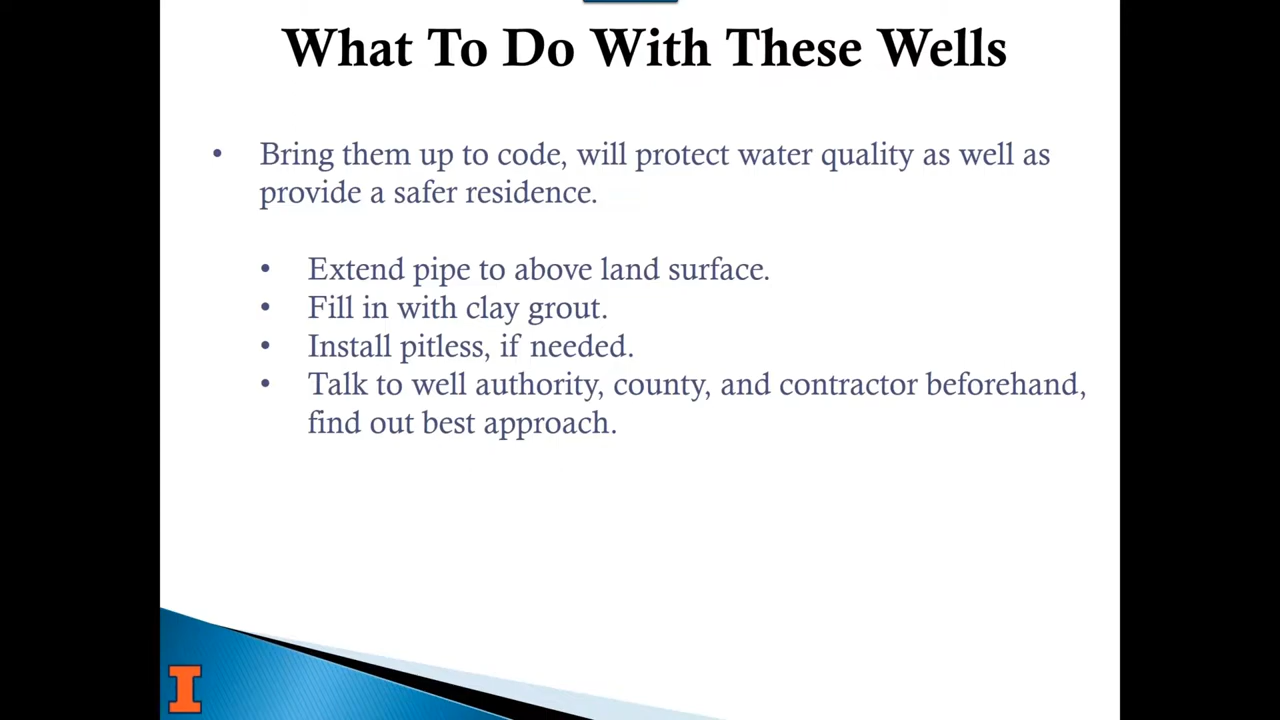 What To Do With These Wells
• Bring them up to code, will protect water quality as well as
provide a safer residence.
• Extend pipe to above land surface.
• Fill in with clay grout.
• Install pitless, if needed.
• Talk to well authority, county, and contractor beforehand,
find out best approach.
I